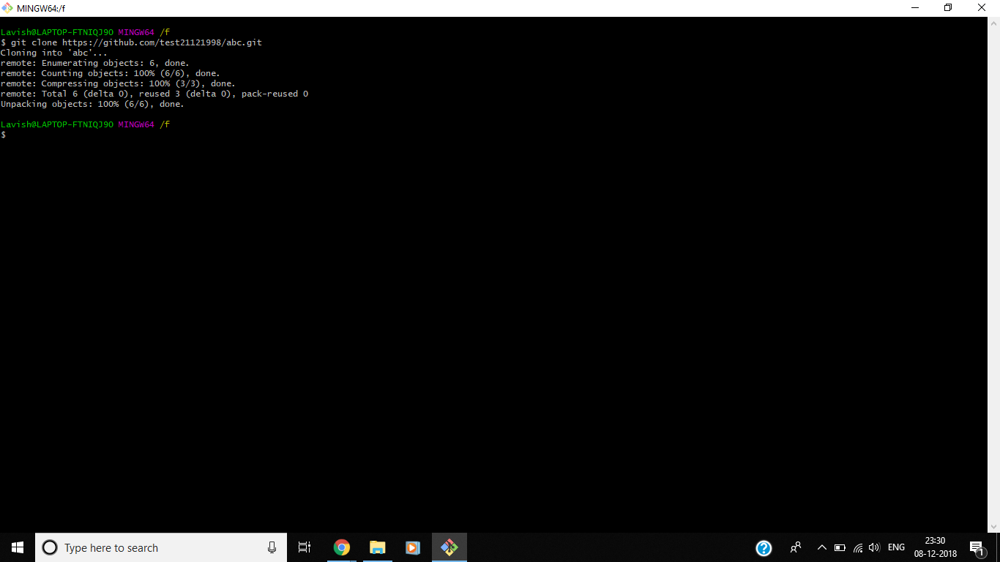 MINGW64:/f
Lavish@LAPTOP-FTNIQJ9O MINGW64 /f
$ git clone https://github.com/test21121998/abc.git
Cloning into 'abc'...
remote: Enumerating objects: 6, done.
remote: Counting objects: 100% (6/6), done.
remote: Compressing objects: 100% (3/3), done.
remote: Total 6 (delta 0), reused 3 (delta 0), pack-reused 0
Unpacking objects: 100% (6/6), done.
Lavish@LAPTOP-FTNIQJ9O MINGW64 /f
$
Type here to search
ENG
23:30
08-12-2018
1